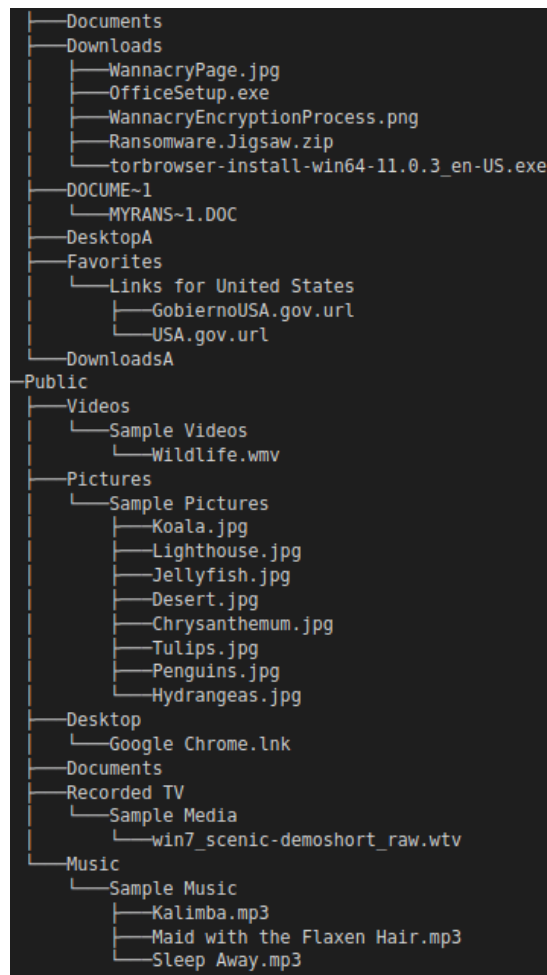 ├───Documents
├───Downloads
│   ├───WannacryPage.jpg
│   ├───OfficeSetup.exe
│   ├───WannacryEncryptionProcess.png
│   ├───Ransomware.Jigsaw.zip
│   └───torbrowser-install-win64-11.0.3_en-US.exe
├───DOCUME~1
│   └───MYRANS~1.DOC
├───DesktopA
├───Favorites
│   └───Links for United States
│       ├───GobiernoUSA.gov.url
│       └───USA.gov.url
└───DownloadsA
─Public
├───Videos
│   └───Sample Videos
│       └───Wildlife.wmv
├───Pictures
│   └───Sample Pictures
│       ├───Koala.jpg
│       ├───Lighthouse.jpg
│       ├───Jellyfish.jpg
│       ├───Desert.jpg
│       ├───Chrysanthemum.jpg
│       ├───Tulips.jpg
│       ├───Penguins.jpg
│       └───Hydrangeas.jpg
├───Desktop
│   └───Google Chrome.lnk
├───Documents
├───Recorded TV
│   └───Sample Media
│       └───win7_scenic-demoshort_raw.wtv
└───Music
    └───Sample Music
        ├───Kalimba.mp3
        ├───Maid with the Flaxen Hair.mp3
        └───Sleep Away.mp3